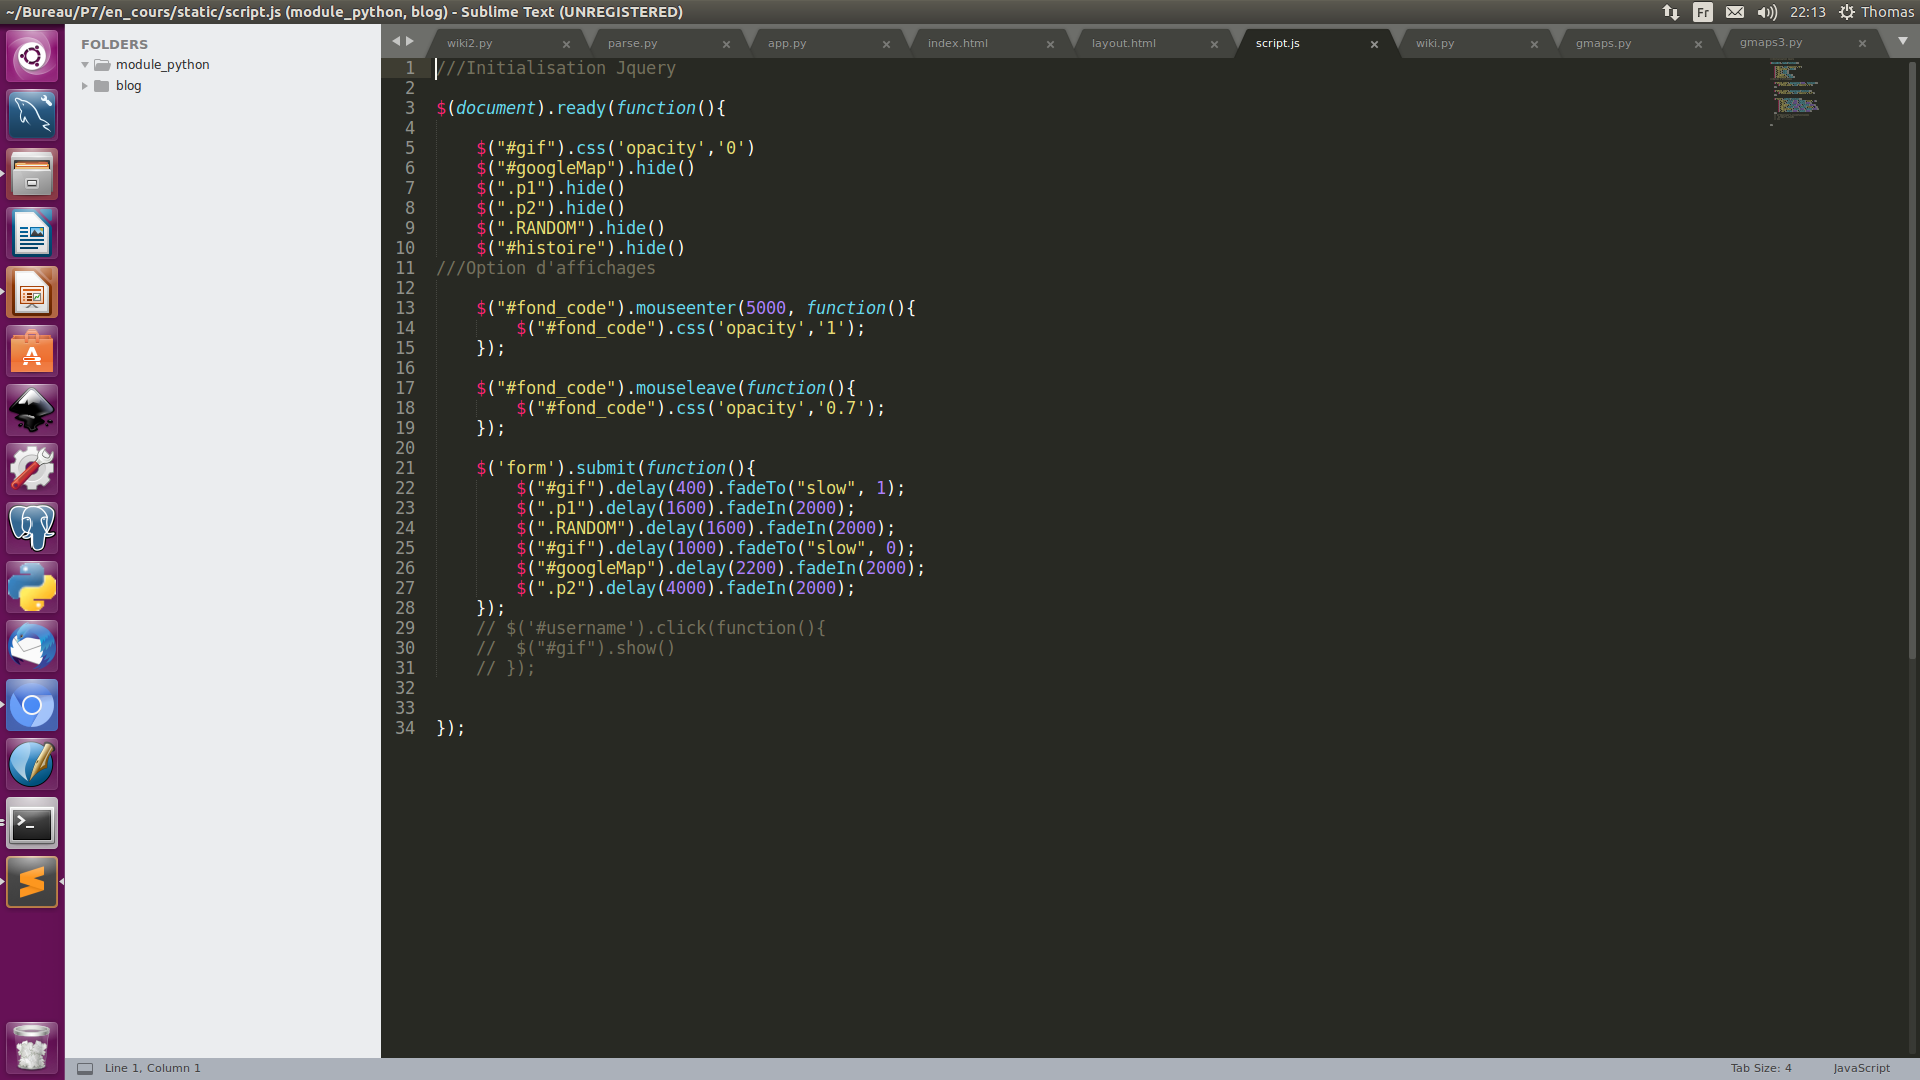 ~/Bureau/P7/en_cours/static/script.js (module_python, blog) - Sublime Text (UNREGISTERED)
Fr
22:13
Thomas
FOLDERS
module_python
blog
wiki2.py
parse.py
app.py
index.html
layout.html
script.js
wiki.py
gmaps.py
gmaps3.py
1 ///Initialisation Jquery
2
3 $(document).ready(function(){
4
5 $("#gif").css('opacity','0')
6 $("#googleMap").hide()
7 $(".p1").hide()
8 $(".p2").hide()
9 $(".RANDOM").hide()
10 $("#histoire").hide()
11 ///Option d'affichages
12
13 $("#fond_code").mouseenter(5000, function(){
14 $("#fond_code").css('opacity','1');
15 });
16
17 $("#fond_code").mouseleave(function(){
18 $("#fond_code").css('opacity','0.7');
19 });
20
21 $('form').submit(function(){
22 $("#gif").delay(400).fadeTo("slow", 1);
23 $(".p1").delay(1600).fadeIn(2000);
24 $(".RANDOM").delay(1600).fadeIn(2000);
25 $("#gif").delay(1000).fadeTo("slow", 0);
26 $("#googleMap").delay(2200).fadeIn(2000);
27 $(".p2").delay(4000).fadeIn(2000);
28 });
29 // $('#username').click(function(){
30 //  $("#gif").show()
31 // });
32
33
34 });
Line 1, Column 1
Tab Size: 4
JavaScript